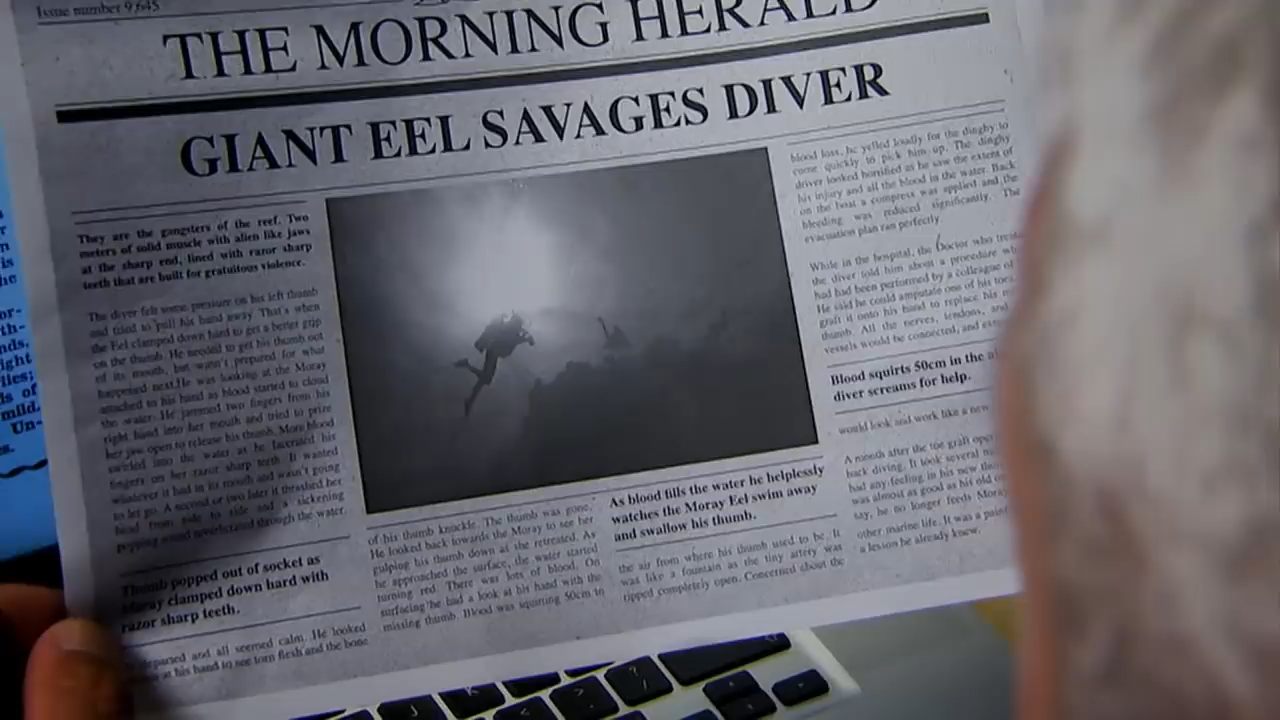 Issue number 9,645
THE MORNING HERALD
GIANT EEL SAVAGES DIVER
They are the gangsters of the reef. Two
meters of solid muscle with alien like jaws
at the sharp end, lined with razor sharp
teeth that are built for gratuitous violence.
The diver felt some pressure on his left thumb
and tried to pull his hand away. That's when
the Eel clamped down hard to get a better grip
on the thumb. He needed to get his thumb out
of its mouth, but wasn't prepared for what
happened next.He was looking at the Moray
attached to his hand as blood started to cloud
the water. He jammed two fingers from his
right hand into her mouth and tried to prize
her jaw open to release his thumb. More blood
swirled into the water as he lacerated his
fingers on her razor sharp teeth. It wanted
whatever it had in its mouth and wasn't going
to let go. A second or two later it thrashed her
head from side to side and a sickening
popping sound reverberated through the water.
Thumb popped out of socket as
Moray clamped down hard with
razor sharp teeth.
departed and all seemed calm. He looked
at his hand to see torn flesh and the bone
of his thumb knuckle. The thumb was gone.
He looked back towards the Moray to see her
gulping his thumb down as she retreated. As
he approached the surface, the water started
turning red. There was lots of blood. On
surfacing he had a look at his hand with the
missing thumb. Blood was squirting 50cm in
As blood fills the water he helplessly
watches the Moray Eel swim away
and swallow his thumb.
the air from where his thumb used to be. It
was like a fountain as the tiny artery was
ripped completely open. Concerned about the
blood loss, he yelled loudly for the dinghy to
come quickly to pick him up. The dinghy
driver looked horrified as he saw the extent of
his injury and all the blood in the water. Back
on the boat a compress was applied and the
bleeding was reduced significantly. The
evacuation plan ran perfectly
While in the hospital, the Doctor who
the diver told him about a procedure
had been performed by a colleague of
He said he could amputate one of his
graft it onto his hand to replace his
thumb. All the nerves, tendons, and
vessels would be connected, and
Blood squirts 50cm in the
diver screams for help.
would look and work like a new
A month after the toe graft
back diving. It took several
had any feeling in his new
was almost as good as his old
say, he no longer feeds
other marine life. It was a
a lesson he already knew.
is
he
or-
th-
nds,
ight
lies;
ls of
mild.
Un-